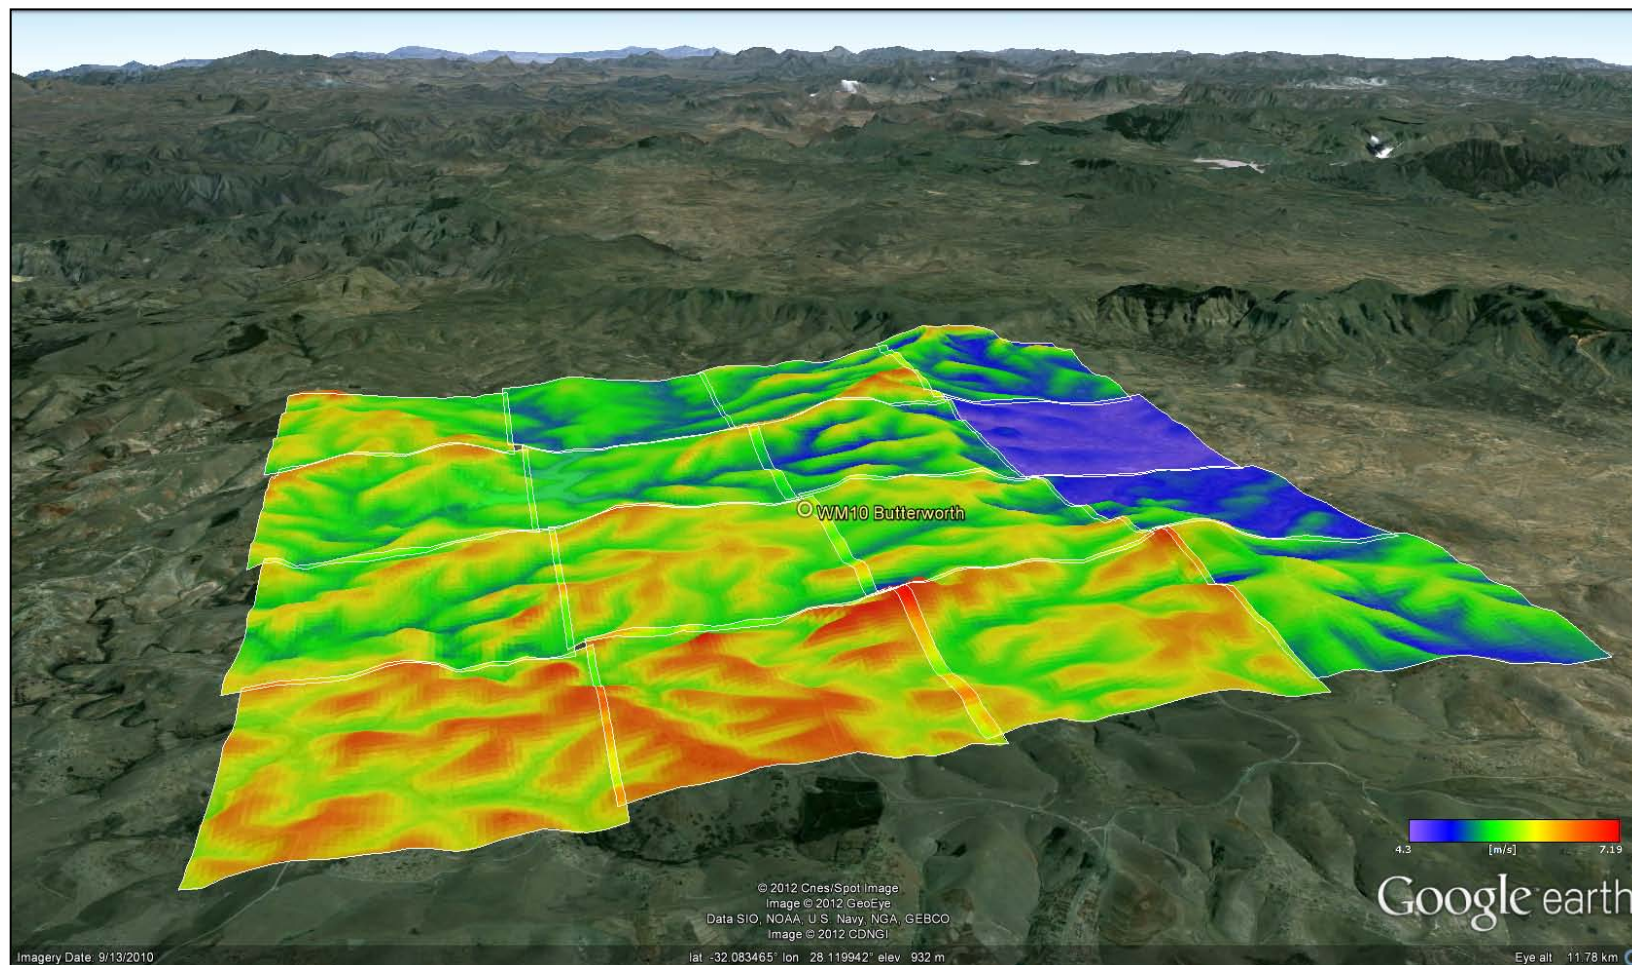 WM10 Butterworth
4.3 [m/s] 7.19
Google earth
© 2012 Cnes/Spot Image
Image © 2012 GeoEye
Data SIO, NOAA, U.S. Navy, NGA, GEBCO
Image © 2012 CDNGI
Imagery Date: 9/13/2010 lat -32.083465° lon 28.119942° elev 932 m Eye alt 11.78 km